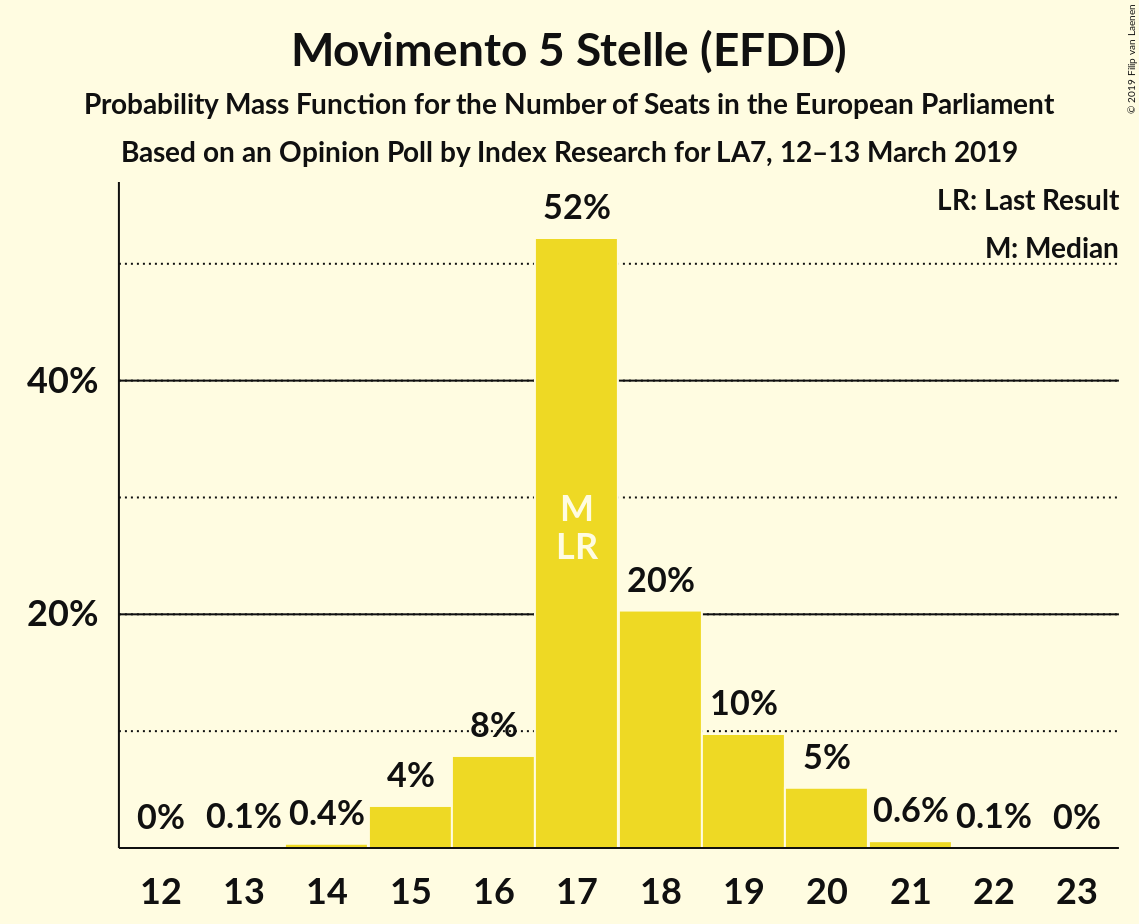 Movimento 5 Stelle (EFDD)
Probability Mass Function for the Number of Seats in the European Parliament
Based on an Opinion Poll by Index Research for LA7, 12–13 March 2019
© 2019 Filip van Laenen
LR: Last Result
M: Median
52%
40%
M
LR
20%
20%
10%
8%
5%
4%
0% 0.1% 0.4% 0.6% 0.1% 0%
12 13 14 15 16 17 18 19 20 21 22 23